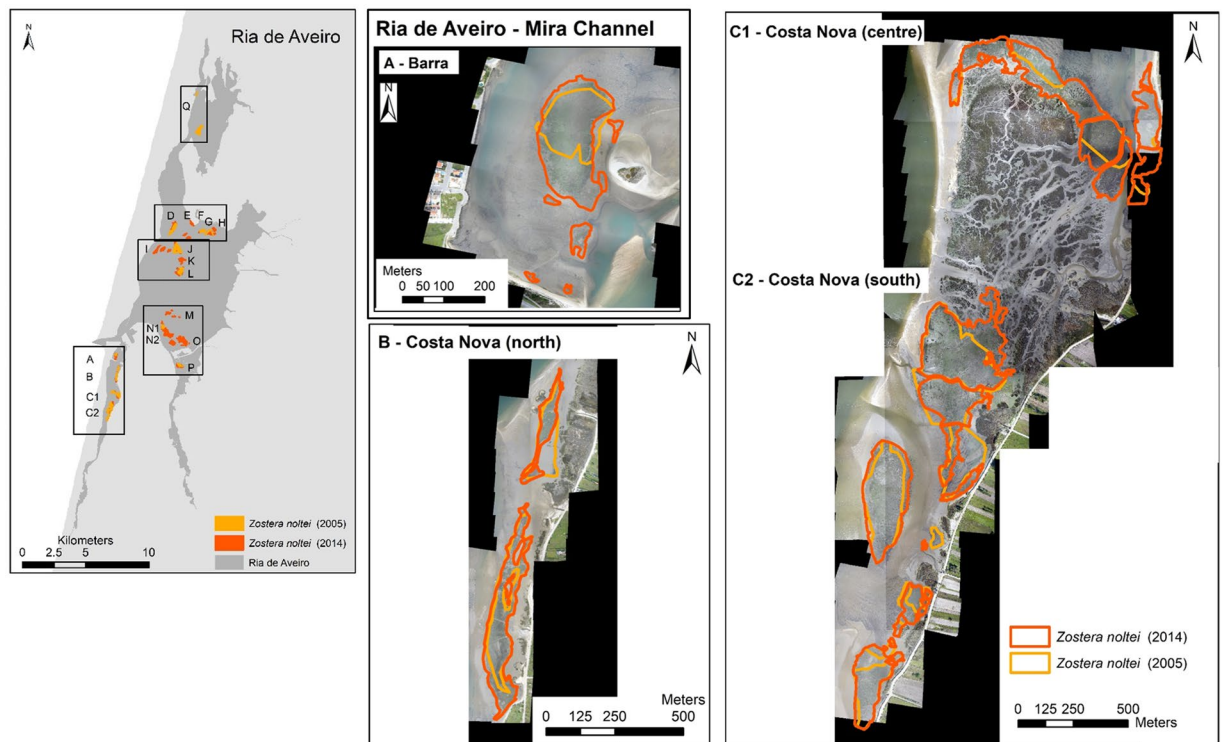 N
Ria de Aveiro
Q
D E F G H
I J
K
L
M
N1
N2 O
P
A
B
C1
C2
Zostera noltei (2005)
Zostera noltei (2014)
Ria de Aveiro
Kilometers
0 2.5 5 10
Ria de Aveiro - Mira Channel
A - Barra
N
Meters
0 50 100 200
B - Costa Nova (north)
N
Meters
0 125 250 500
C1 - Costa Nova (centre)
N
C2 - Costa Nova (south)
Zostera noltei (2014)
Zostera noltei (2005)
0 125 250 500
Meters